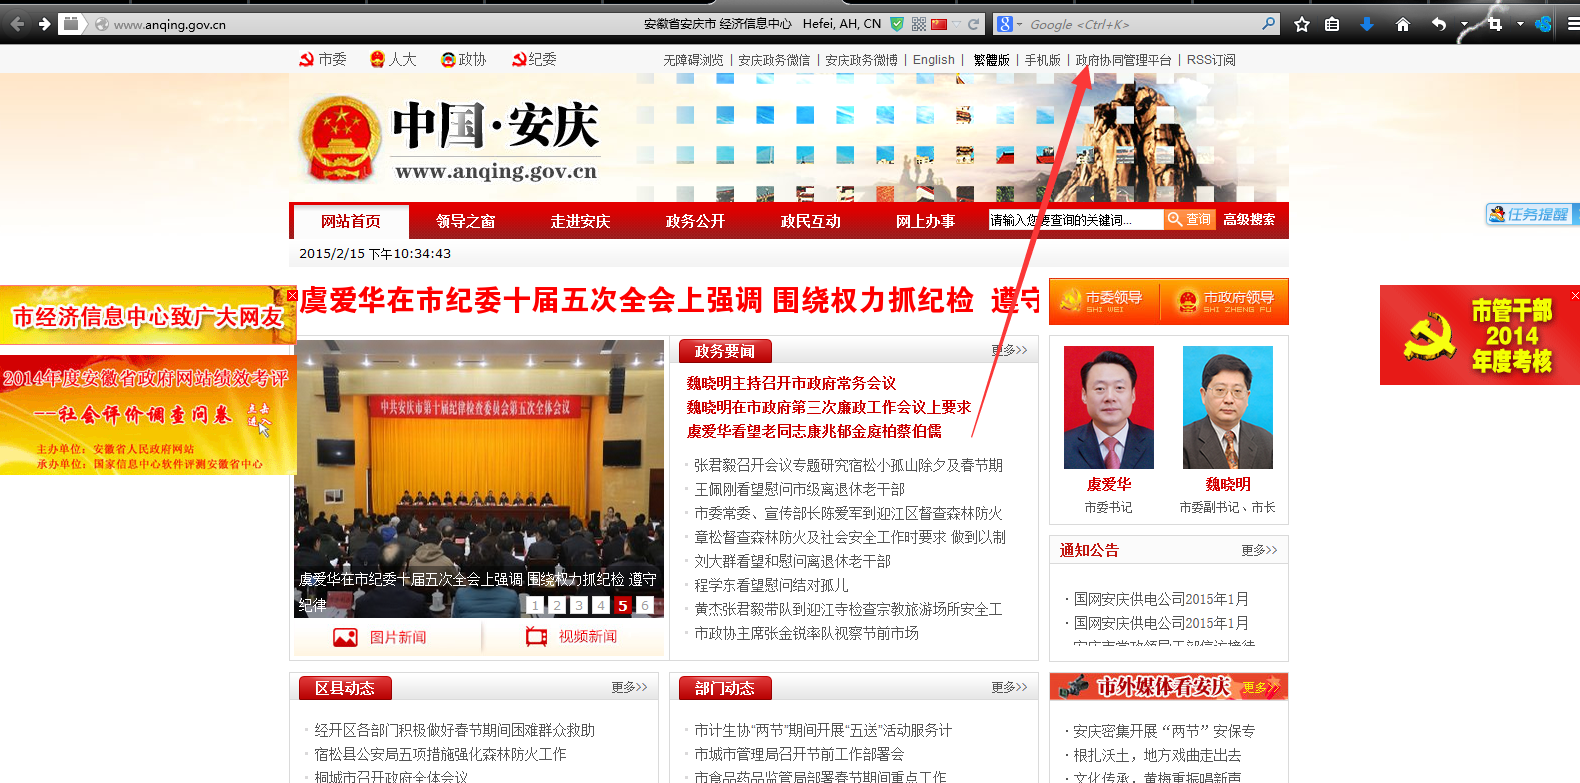 www.anqing.gov.cn
安徽省安庆市 经济信息中心 Hefei, AH, CN
Google <Ctrl+K>
市委 人大 政协 纪委
无障碍浏览 | 安庆政务微信 | 安庆政务微博 | English | 繁體版 | 手机版 | 政府协同管理平台 | RSS订阅
中国·安庆
www.anqing.gov.cn
网站首页 领导之窗 走进安庆 政务公开 政民互动 网上办事 请输入您要查询的关键词... 查询 高级搜索
任务提醒
2015/2/15 下午10:34:43
市经济信息中心致广大网友
2014年度安徽省政府网站绩效考评
--社会评价调查问卷
点击进入
主办单位：安徽省人民政府网站
承办单位：国家信息中心软件评测安徽省中心
虞爱华在市纪委十届五次全会上强调 围绕权力抓纪检 遵守
市委领导
SHI WEI
市政府领导
SHI ZHENG FU
市管干部
2014
年度考核
中共安庆市第十届纪律检查委员会第五次全体会议
虞爱华在市纪委十届五次全会上强调 围绕权力抓纪检 遵守
纪律
1 2 3 4 5 6
图片新闻 视频新闻
政务要闻 更多>>
魏晓明主持召开市政府常务会议
魏晓明在市政府第三次廉政工作会议上要求
虞爱华看望老同志康兆郁金庭柏蔡伯儒
张君毅召开会议专题研究宿松小孤山除夕及春节期
王佩刚看望慰问市级离退休老干部
市委常委、宣传部长陈爱军到迎江区督查森林防火
章松督查森林防火及社会安全工作时要求 做到以制
刘大群看望和慰问离退休老干部
程学东看望慰问结对孤儿
黄杰张君毅带队到迎江寺检查宗教旅游场所安全工
市政协主席张金锐率队视察节前市场
虞爱华
市委书记
魏晓明
市委副书记、市长
通知公告 更多>>
·国网安庆供电公司2015年1月
·国网安庆供电公司2015年1月
·安庆市党政领导干部信访接待
区县动态 更多>>
经开区各部门积极做好春节期间困难群众救助
宿松县公安局五项措施强化森林防火工作
桐城市召开政府全体会议
部门动态 更多>>
市计生协“两节”期间开展“五送”活动服务计
市城市管理局召开节前工作部署会
市食品药品监管局部署春节期间重点工作
市外媒体看安庆 更多>>
·安庆密集开展“两节”安保专
·根扎沃土，地方戏曲走出去
·文化传承，黄梅重振唱新声